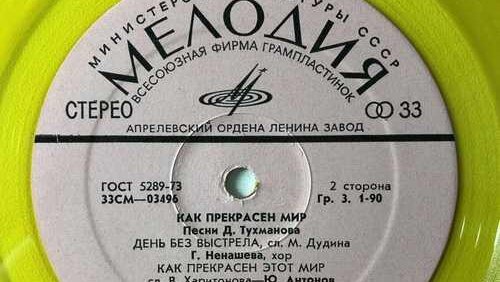 МИНИСТЕРС ТУРЫ СССР
МЕЛОДИЯ
ВСЕСОЮЗНАЯ ФИРМА ГРАМПЛАСТИНОК
СТЕРЕО
33
АПРЕЛЕВСКИЙ ОРДЕНА ЛЕНИНА ЗАВОД
ГОСТ 5289-73
33СМ—03496
2 сторона
Гр. 3. 1-90
КАК ПРЕКРАСЕН МИР
Песни Д. Тухманова
ДЕНЬ БЕЗ ВЫСТРЕЛА, сл. М. Дудина
Г. Ненашева, хор
КАК ПРЕКРАСЕН ЭТОТ МИР
сл. В. Харитонова—Ю. Антонов